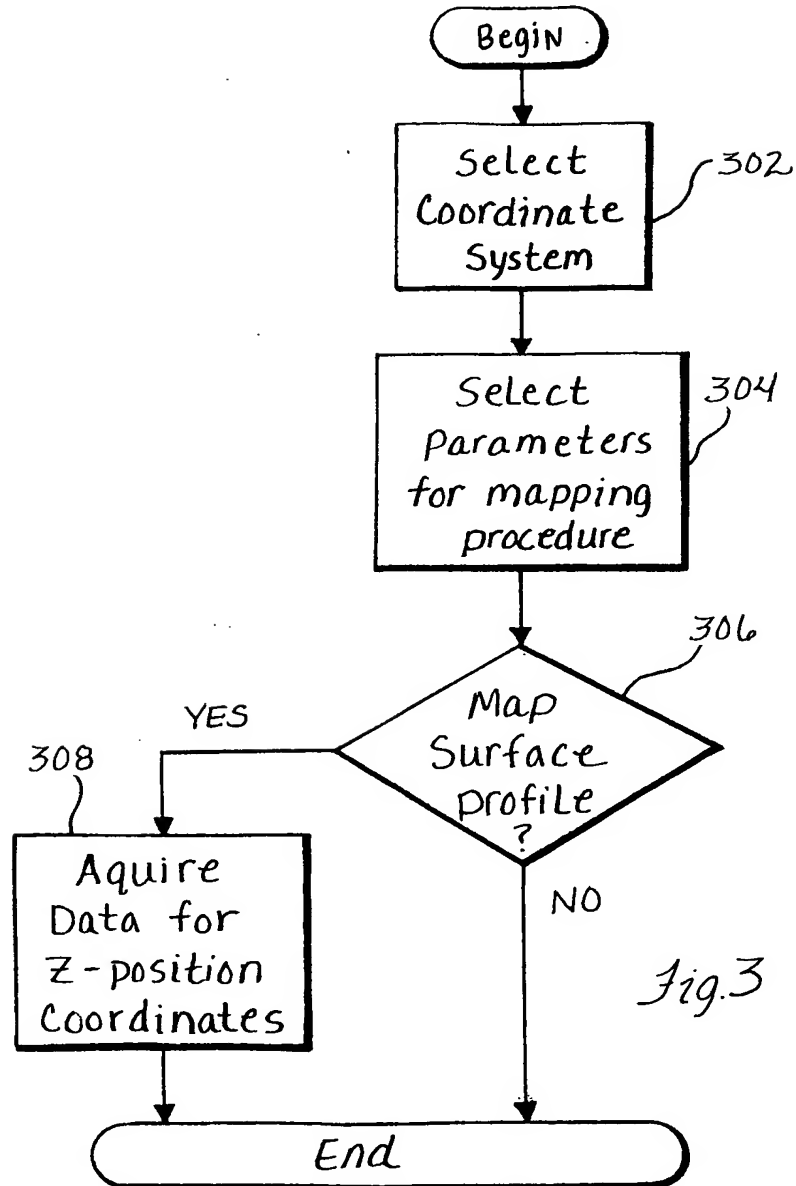 Begin
Select
Coordinate
System
302
Select
Parameters
for mapping
procedure
304
306
Map
Surface
profile
?
YES
308
Aquire
Data for
Z-position
Coordinates
NO
Fig.3
End